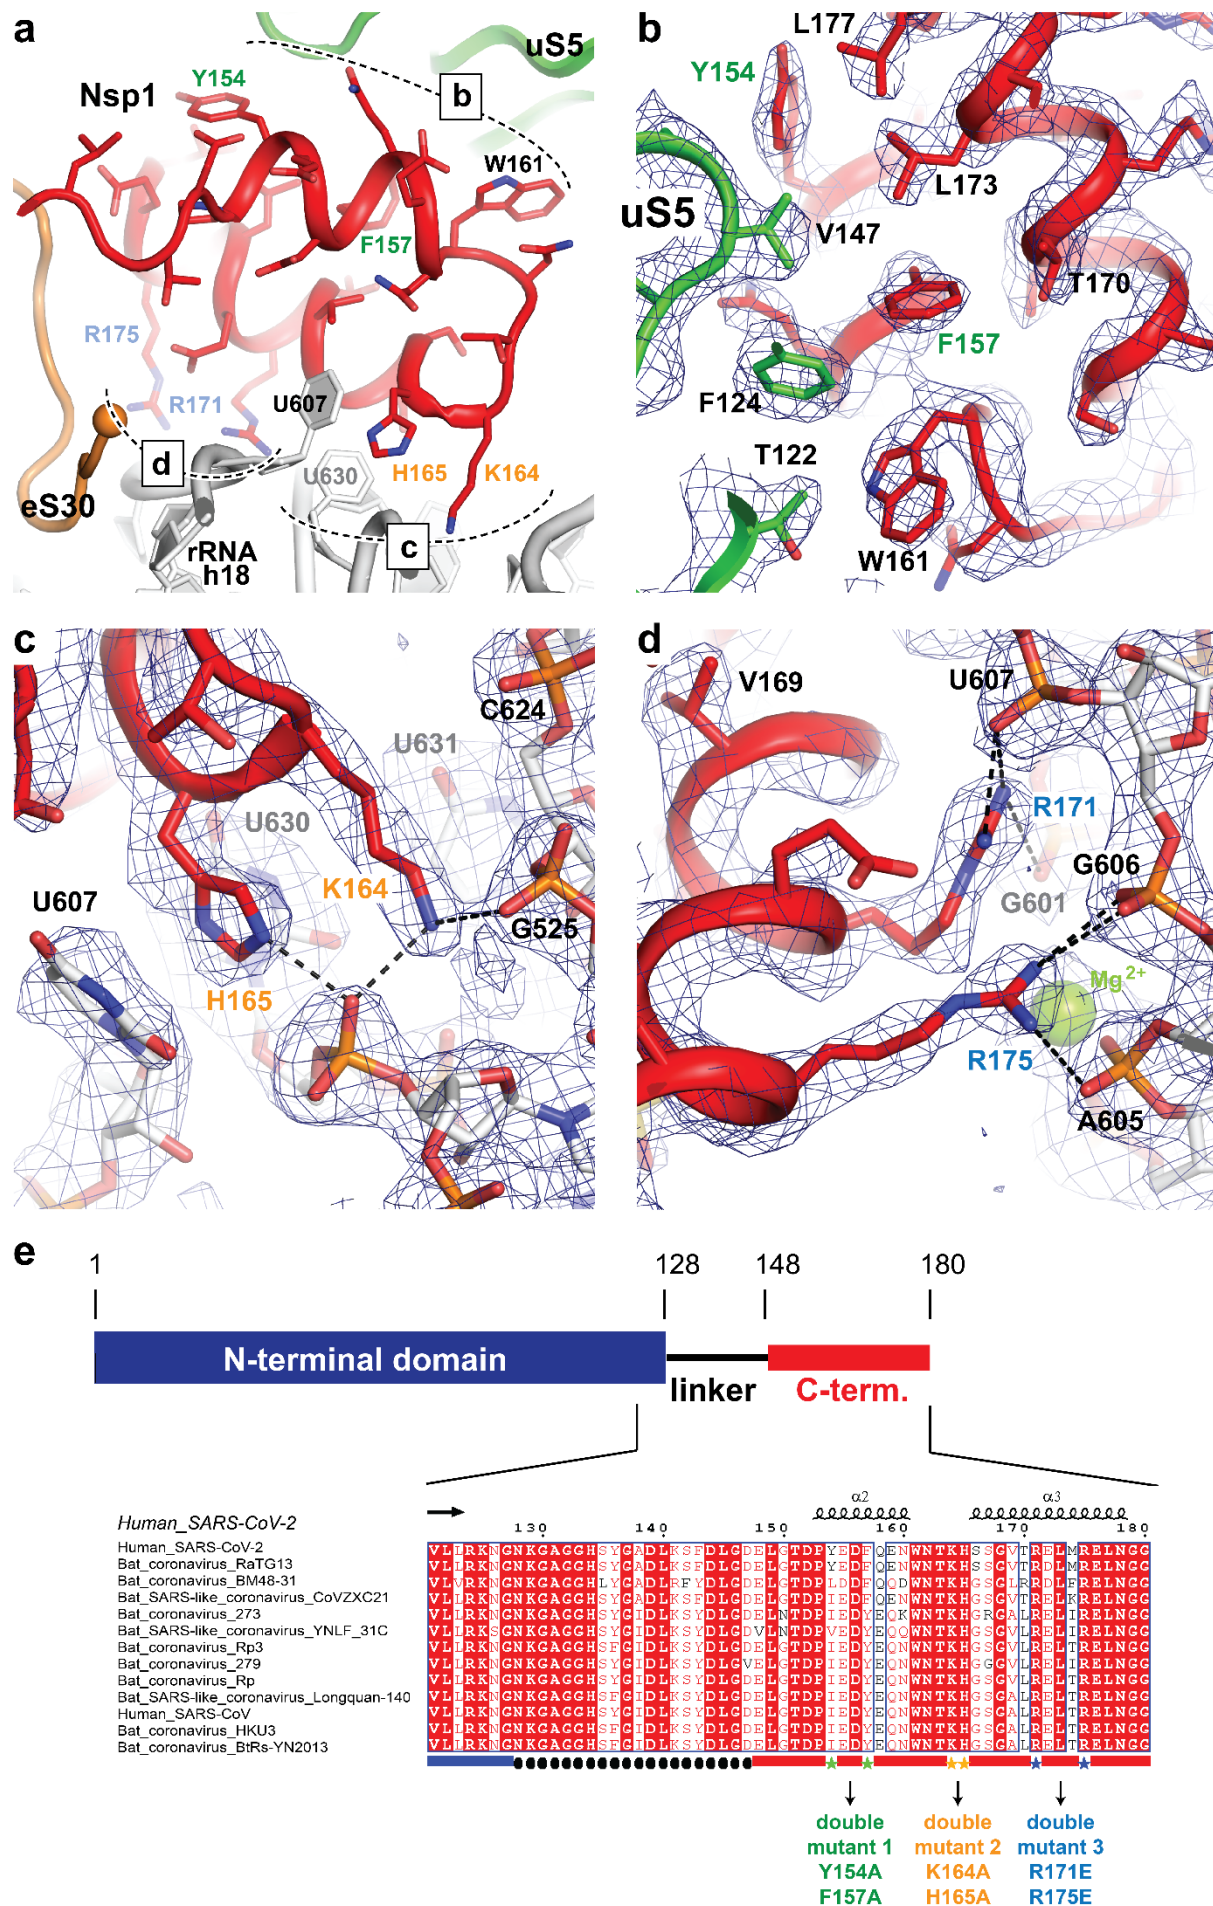 a
uS5
Y154
Nsp1
b
W161
F157
R175
R171
U607
d
H165
K164
U630
eS30
c
rRNA
h18
b
L177
Y154
L173
uS5
V147
T170
F157
F124
T122
W161
c
C624
U631
U630
K164
U607
G525
H165
d
V169
U607
R171
G606
G601
Mg2+
R175
A605
e
1 128 148 180
N-terminal domain
linker
C-term.
α2 α3
Human_SARS-CoV-2
130 140 150 160 170 180
Human_SARS-CoV-2 VLLRKNGNKGAGGHSYGADLKSFDLGDELGTDPYEDFQENWNTKHSSGVTRELMRELNGG
Bat_coronavirus_RaTG13 VLLRKNGNKGAGGHSYGADLKSFDLGDELGTDPYEDFQENWNTKHSSGVTRELMRELNGG
Bat_coronavirus_BM48-31 VLVRKNGNKGAGGHLYGADLKRFYDLGDELGTDPLDDFQQDWNTKHGSGLRRDLFRELNGG
Bat_SARS-like_coronavirus_CoVZXC21
Bat_coronavirus_273
Bat_SARS-like_coronavirus_YNLF_31C
Bat_coronavirus_Rp3
Bat_coronavirus_279
Bat_coronavirus_Rp
Bat_SARS-like_coronavirus_Longquan-140
Human_SARS-CoV
Bat_coronavirus_HKU3
Bat_coronavirus_BtRs-YN2013
double double double
mutant 1 mutant 2 mutant 3
Y154A K164A R171E
F157A H165A R175E